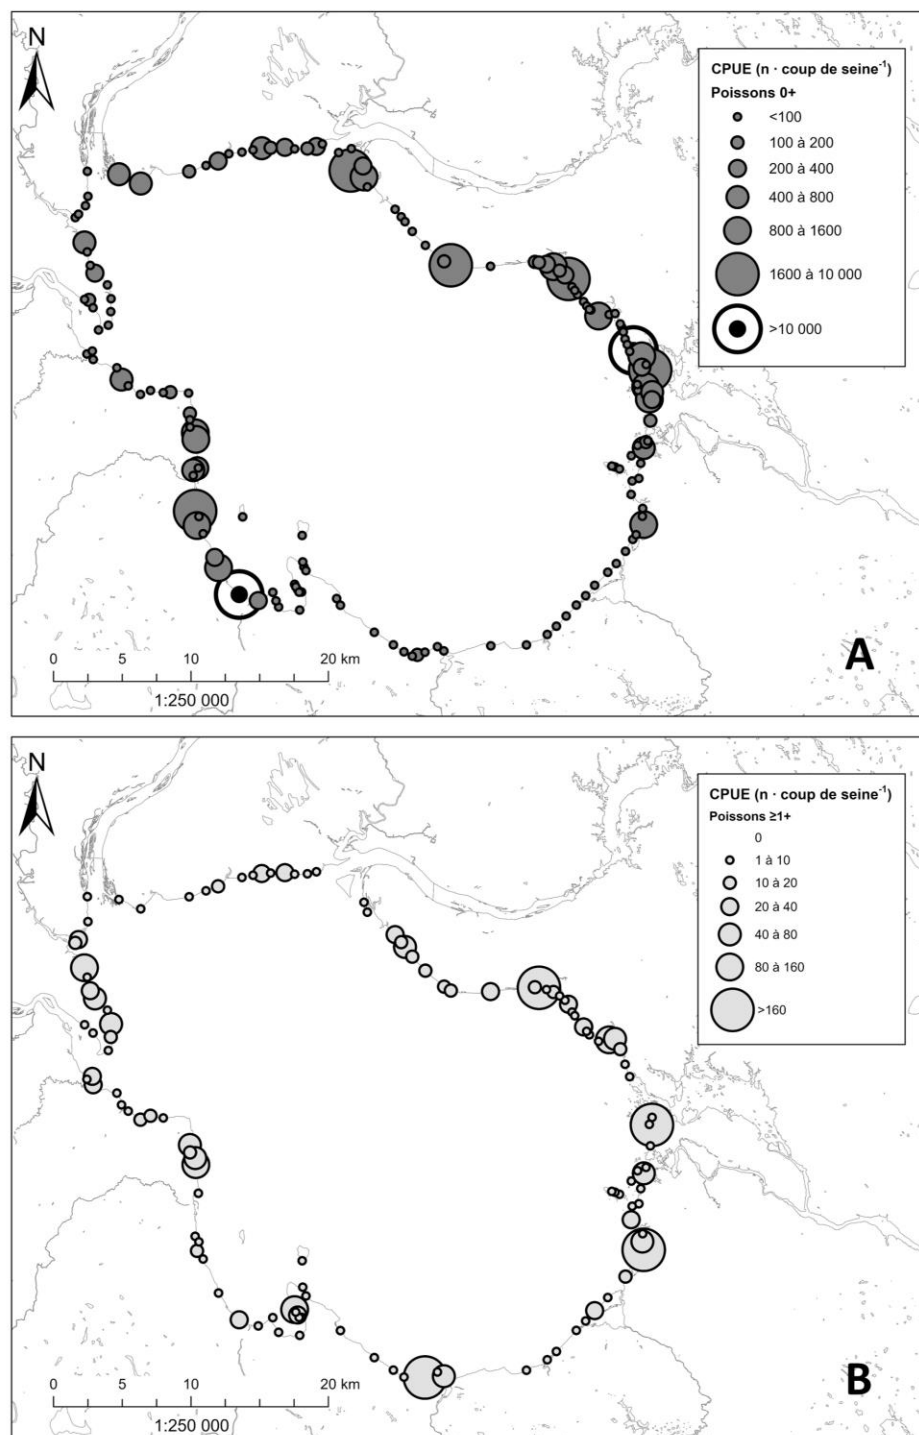 N
CPUE (n · coup de seine⁻¹)
Poissons 0+
<100
100 à 200
200 à 400
400 à 800
800 à 1600
1600 à 10 000
>10 000
0 5 10 20 km
1:250 000
A
N
CPUE (n · coup de seine⁻¹)
Poissons ≥1+
0
1 à 10
10 à 20
20 à 40
40 à 80
80 à 160
>160
0 5 10 20 km
1:250 000
B